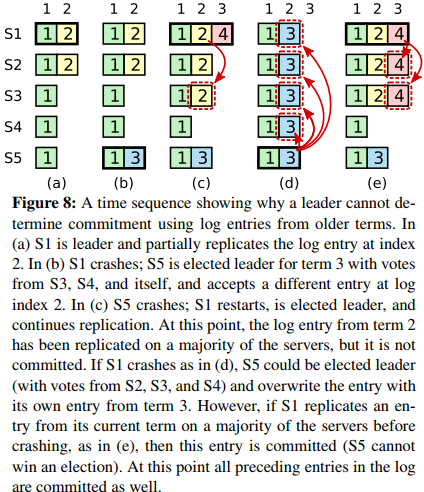 1 2 1 2 1 2 3 1 2 3 1 2 3
S1 1 2 1 2 1 2 4 1 3 1 2 4
S2 1 2 1 2 1 2 1 3 1 2 4
S3 1 1 1 2 1 3 1 2 4
S4 1 1 1 1 3 1
S5 1 1 3 1 3 1 3 1 3
(a) (b) (c) (d) (e)
Figure 8: A time sequence showing why a leader cannot de-
termine commitment using log entries from older terms. In
(a) S1 is leader and partially replicates the log entry at index
2. In (b) S1 crashes; S5 is elected leader for term 3 with votes
from S3, S4, and itself, and accepts a different entry at log
index 2. In (c) S5 crashes; S1 restarts, is elected leader, and
continues replication. At this point, the log entry from term 2
has been replicated on a majority of the servers, but it is not
committed. If S1 crashes as in (d), S5 could be elected leader
(with votes from S2, S3, and S4) and overwrite the entry with
its own entry from term 3. However, if S1 replicates an en-
try from its current term on a majority of the servers before
crashing, as in (e), then this entry is committed (S5 cannot
win an election). At this point all preceding entries in the log
are committed as well.